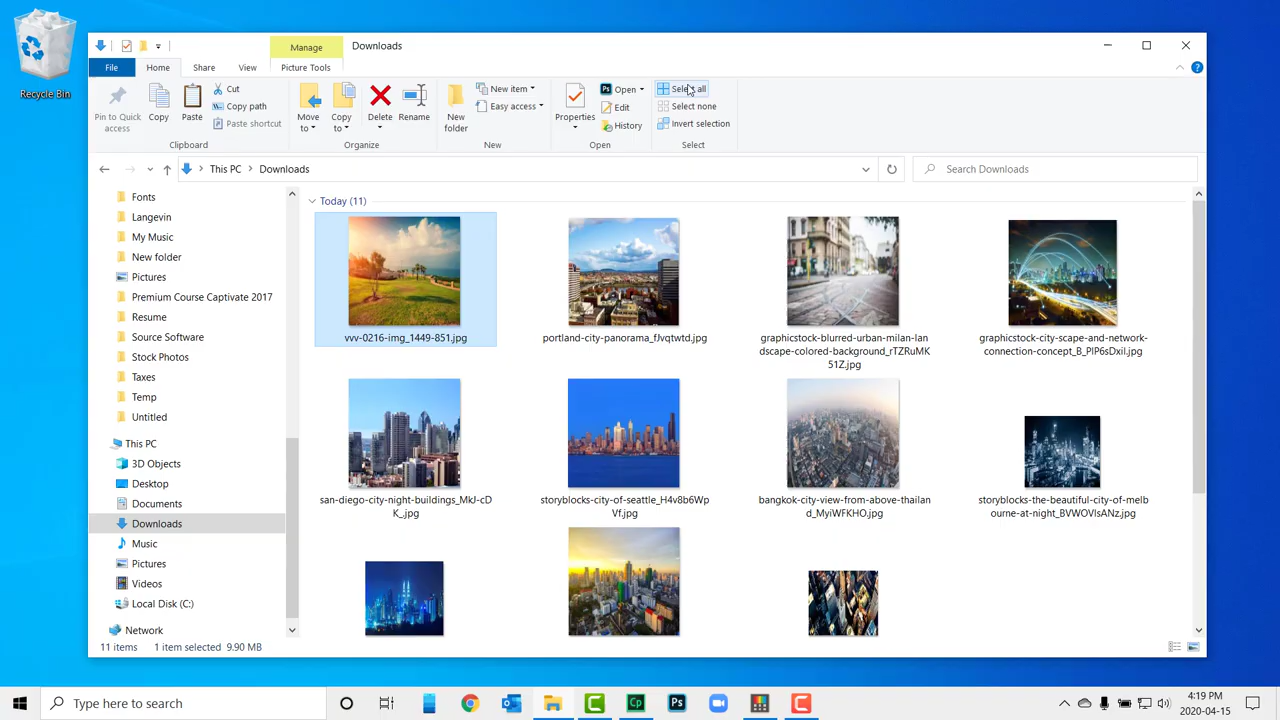 Recycle Bin
Manage
Downloads
File
Home
Share
View
Picture Tools
Pin to Quick
access
Copy
Paste
Cut
Copy path
Paste shortcut
Clipboard
Move
to
Copy
to
Delete
Rename
Organize
New
folder
New item
Easy access
New
Properties
Open
Edit
History
Open
Select all
Select none
Invert selection
Select
This PC
Downloads
Search Downloads
Fonts
Langevin
My Music
New folder
Pictures
Premium Course Captivate 2017
Resume
Source Software
Stock Photos
Taxes
Temp
Untitled
This PC
3D Objects
Desktop
Documents
Downloads
Music
Pictures
Videos
Local Disk (C:)
Network
Today (11)
vvv-0216-img_1449-851.jpg
portland-city-panorama_fJvqtwtd.jpg
graphicstock-blurred-urban-milan-lan
dscape-colored-background_rTZRuMK
51Z.jpg
graphicstock-city-scape-and-network-
connection-concept_B_PlP6sDxil.jpg
san-diego-city-night-buildings_MkJ-cD
K_.jpg
storyblocks-city-of-seattle_H4v8b6Wp
Vf.jpg
bangkok-city-view-from-above-thailan
d_MyiWFKHO.jpg
storyblocks-the-beautiful-city-of-melb
ourne-at-night_BVWOVIsANz.jpg
11 items
1 item selected
9.90 MB
Type here to search
Cp
Ps
4:19 PM
2020-04-15